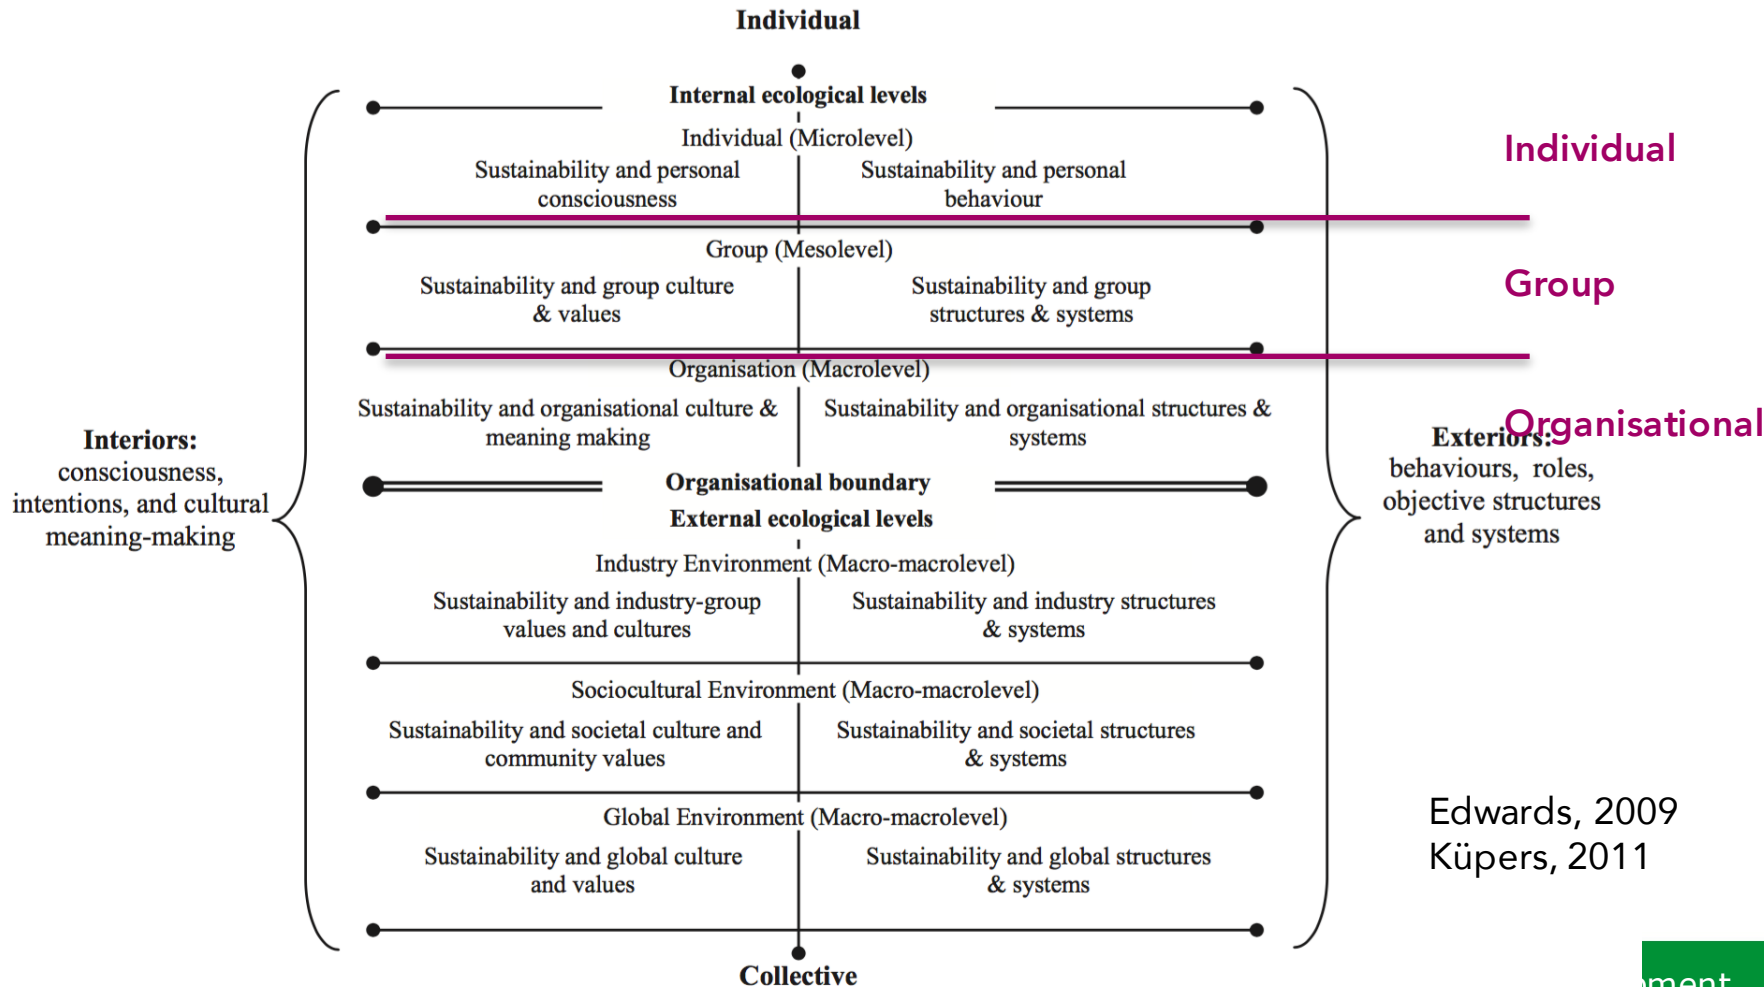 Individual
Internal ecological levels
Individual (Microlevel)
Sustainability and personal
consciousness
Sustainability and personal
behaviour
Individual
Group (Mesolevel)
Sustainability and group culture
& values
Sustainability and group
structures & systems
Group
Organisation (Macrolevel)
Sustainability and organisational culture &
meaning making
Sustainability and organisational structures &
systems
Organisational
Interiors:
consciousness,
intentions, and cultural
meaning-making
Exteriors:
behaviours, roles,
objective structures
and systems
Organisational boundary
External ecological levels
Industry Environment (Macro-macrolevel)
Sustainability and industry-group
values and cultures
Sustainability and industry structures
& systems
Sociocultural Environment (Macro-macrolevel)
Sustainability and societal culture and
community values
Sustainability and societal structures
& systems
Global Environment (Macro-macrolevel)
Sustainability and global culture
and values
Sustainability and global structures
& systems
Edwards, 2009
Küpers, 2011
Collective